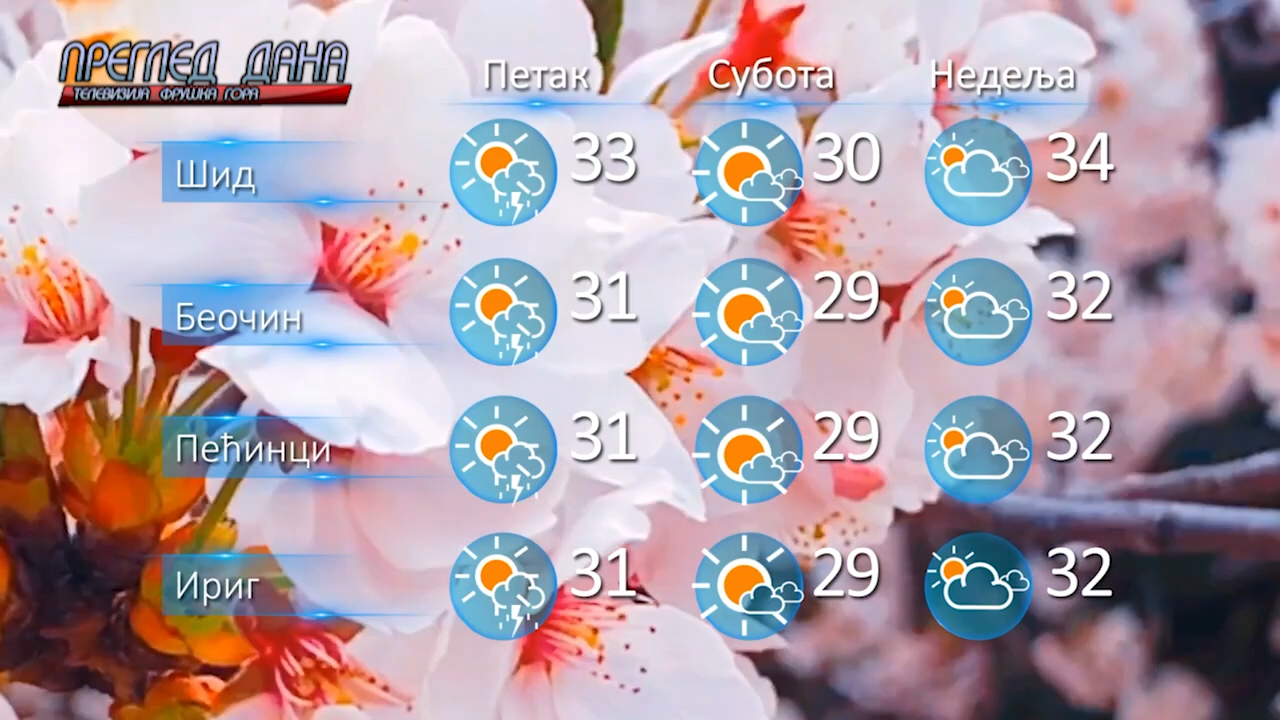 ПРЕГЛЕД ДАНА
ТЕЛЕВИЗИЈА ФРУШКА ГОРА
Петак Субота Недеља
Шид 33 30 34
Беочин 31 29 32
Пећинци 31 29 32
Ириг 31 29 32